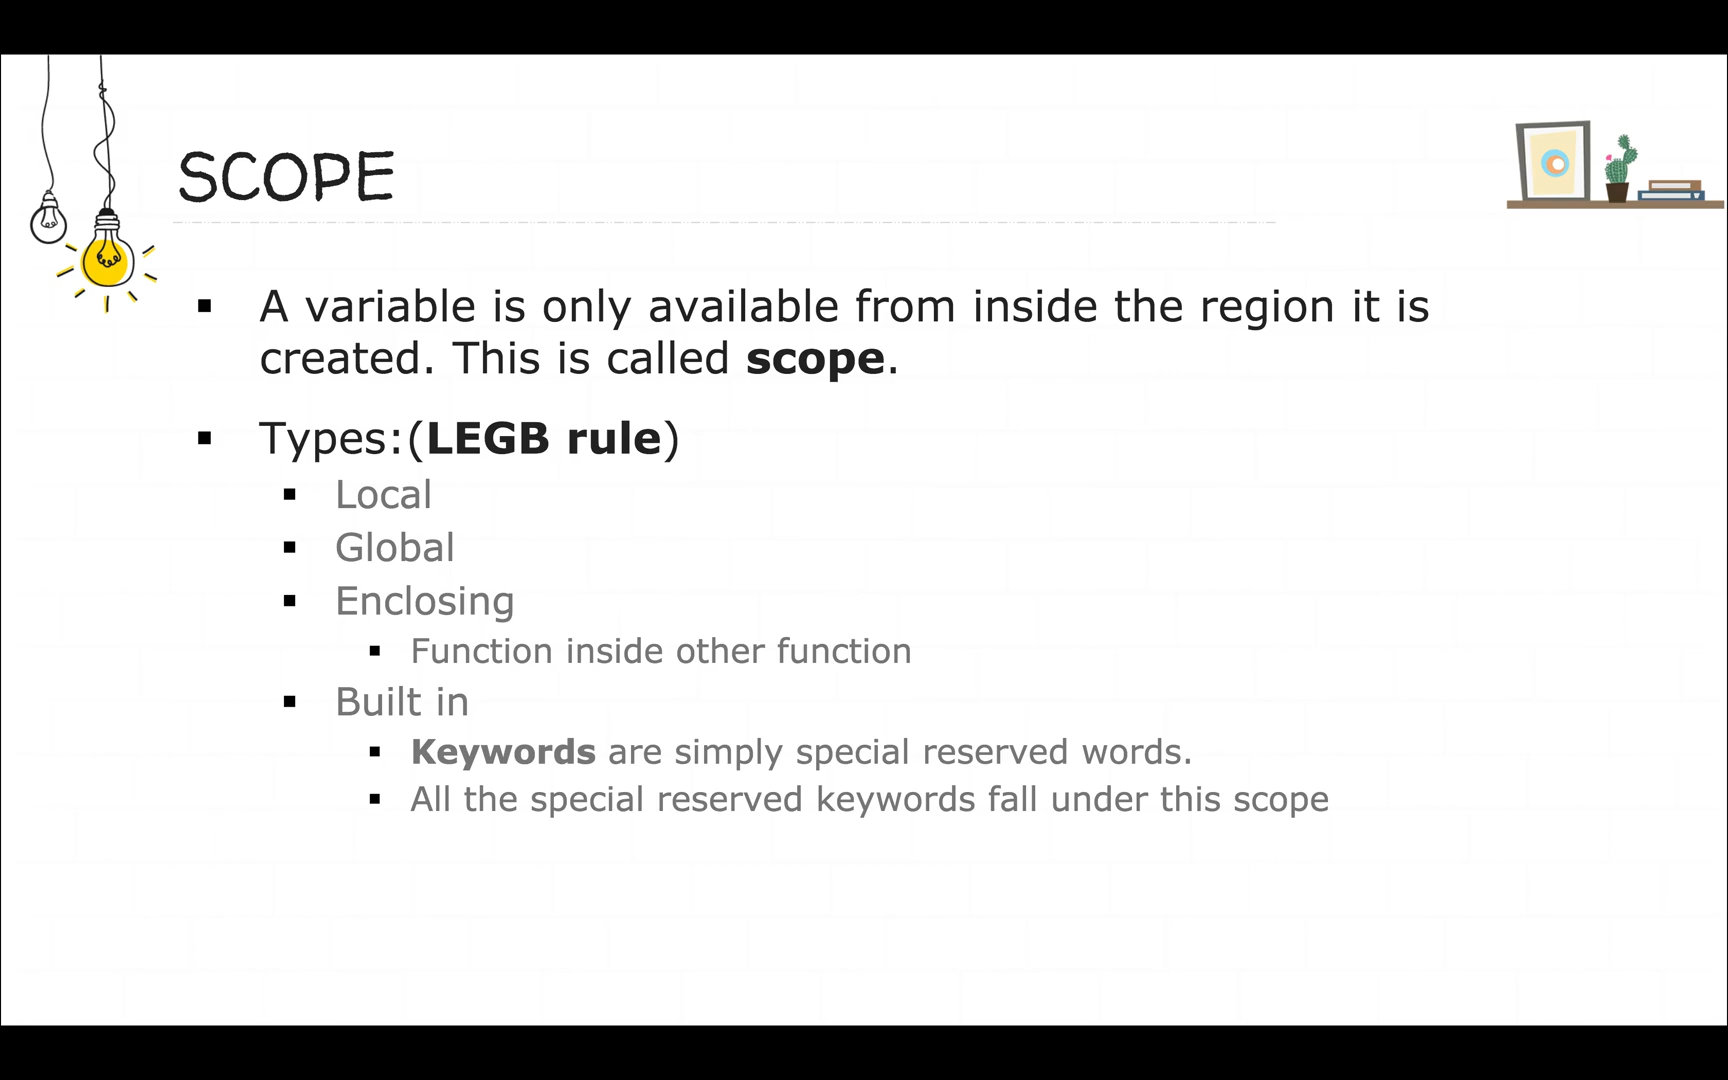 SCOPE
A variable is only available from inside the region it is
created. This is called scope.
Types:(LEGB rule)
Local
Global
Enclosing
Function inside other function
Built in
Keywords are simply special reserved words.
All the special reserved keywords fall under this scope